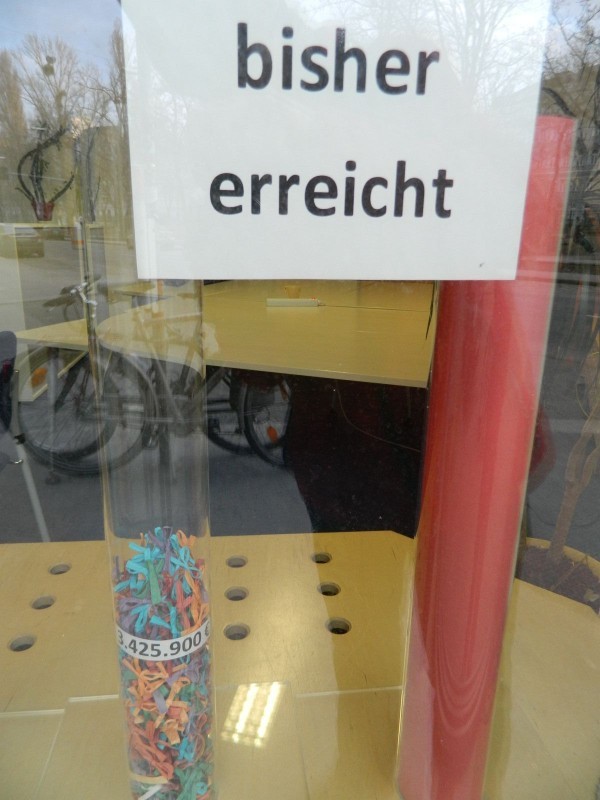 bisher
erreicht
3.425.900 €